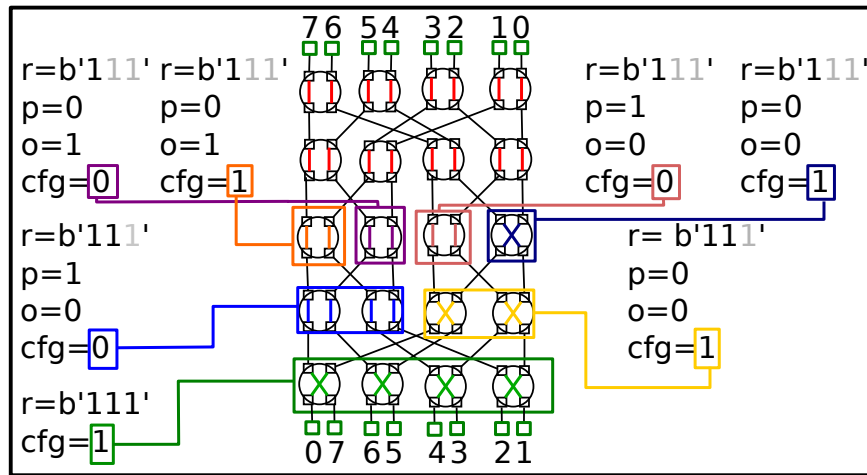 76 54 32 10
r=b'111'
p=0
o=1
cfg=0
r=b'111'
p=0
o=1
cfg=1
r=b'111'
p=1
o=0
cfg=0
r=b'111'
p=0
o=0
cfg=1
r=b'111'
p=1
o=0
cfg=0
r= b'111'
p=0
o=0
cfg=1
r=b'111'
cfg=1
07 65 43 21